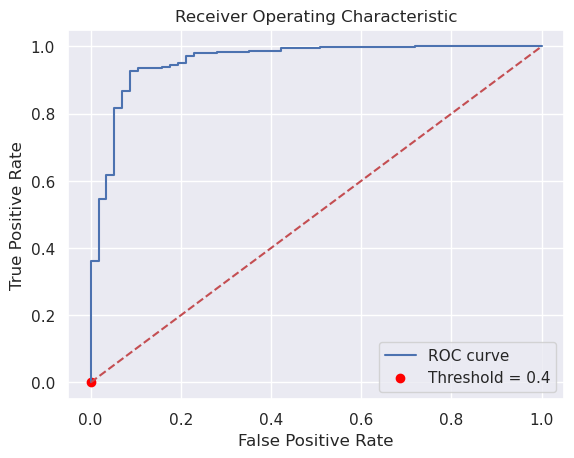 Receiver Operating Characteristic
True Positive Rate
1.0
0.8
0.6
0.4
0.2
0.0
ROC curve
Threshold = 0.4
0.0 0.2 0.4 0.6 0.8 1.0
False Positive Rate